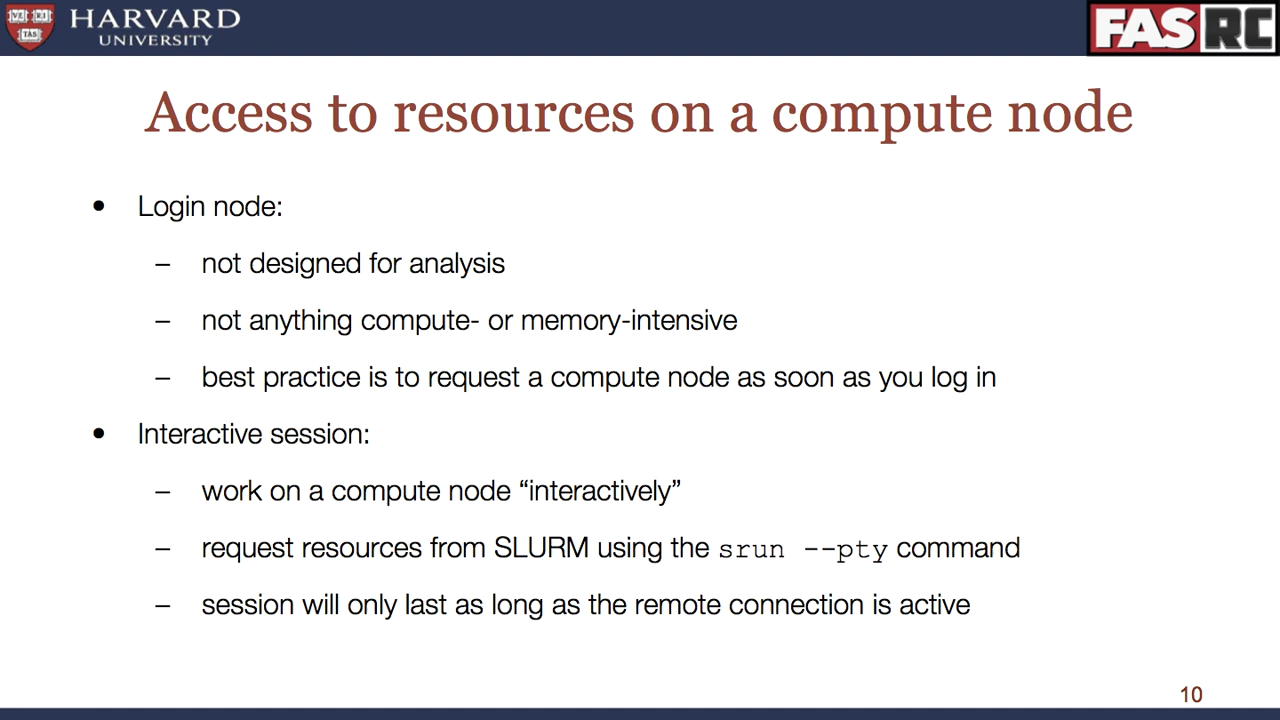 HARVARD
UNIVERSITY
FASRC
Access to resources on a compute node
• Login node:
– not designed for analysis
– not anything compute- or memory-intensive
– best practice is to request a compute node as soon as you log in
• Interactive session:
– work on a compute node “interactively”
– request resources from SLURM using the srun --pty command
– session will only last as long as the remote connection is active
10